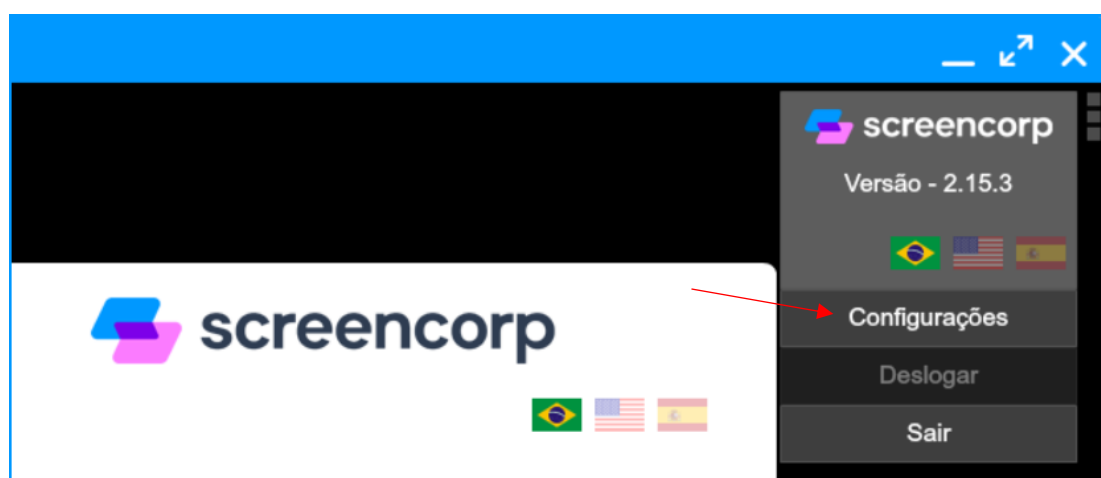 screencorp
Versão - 2.15.3
screencorp
Configurações
Deslogar
Sair